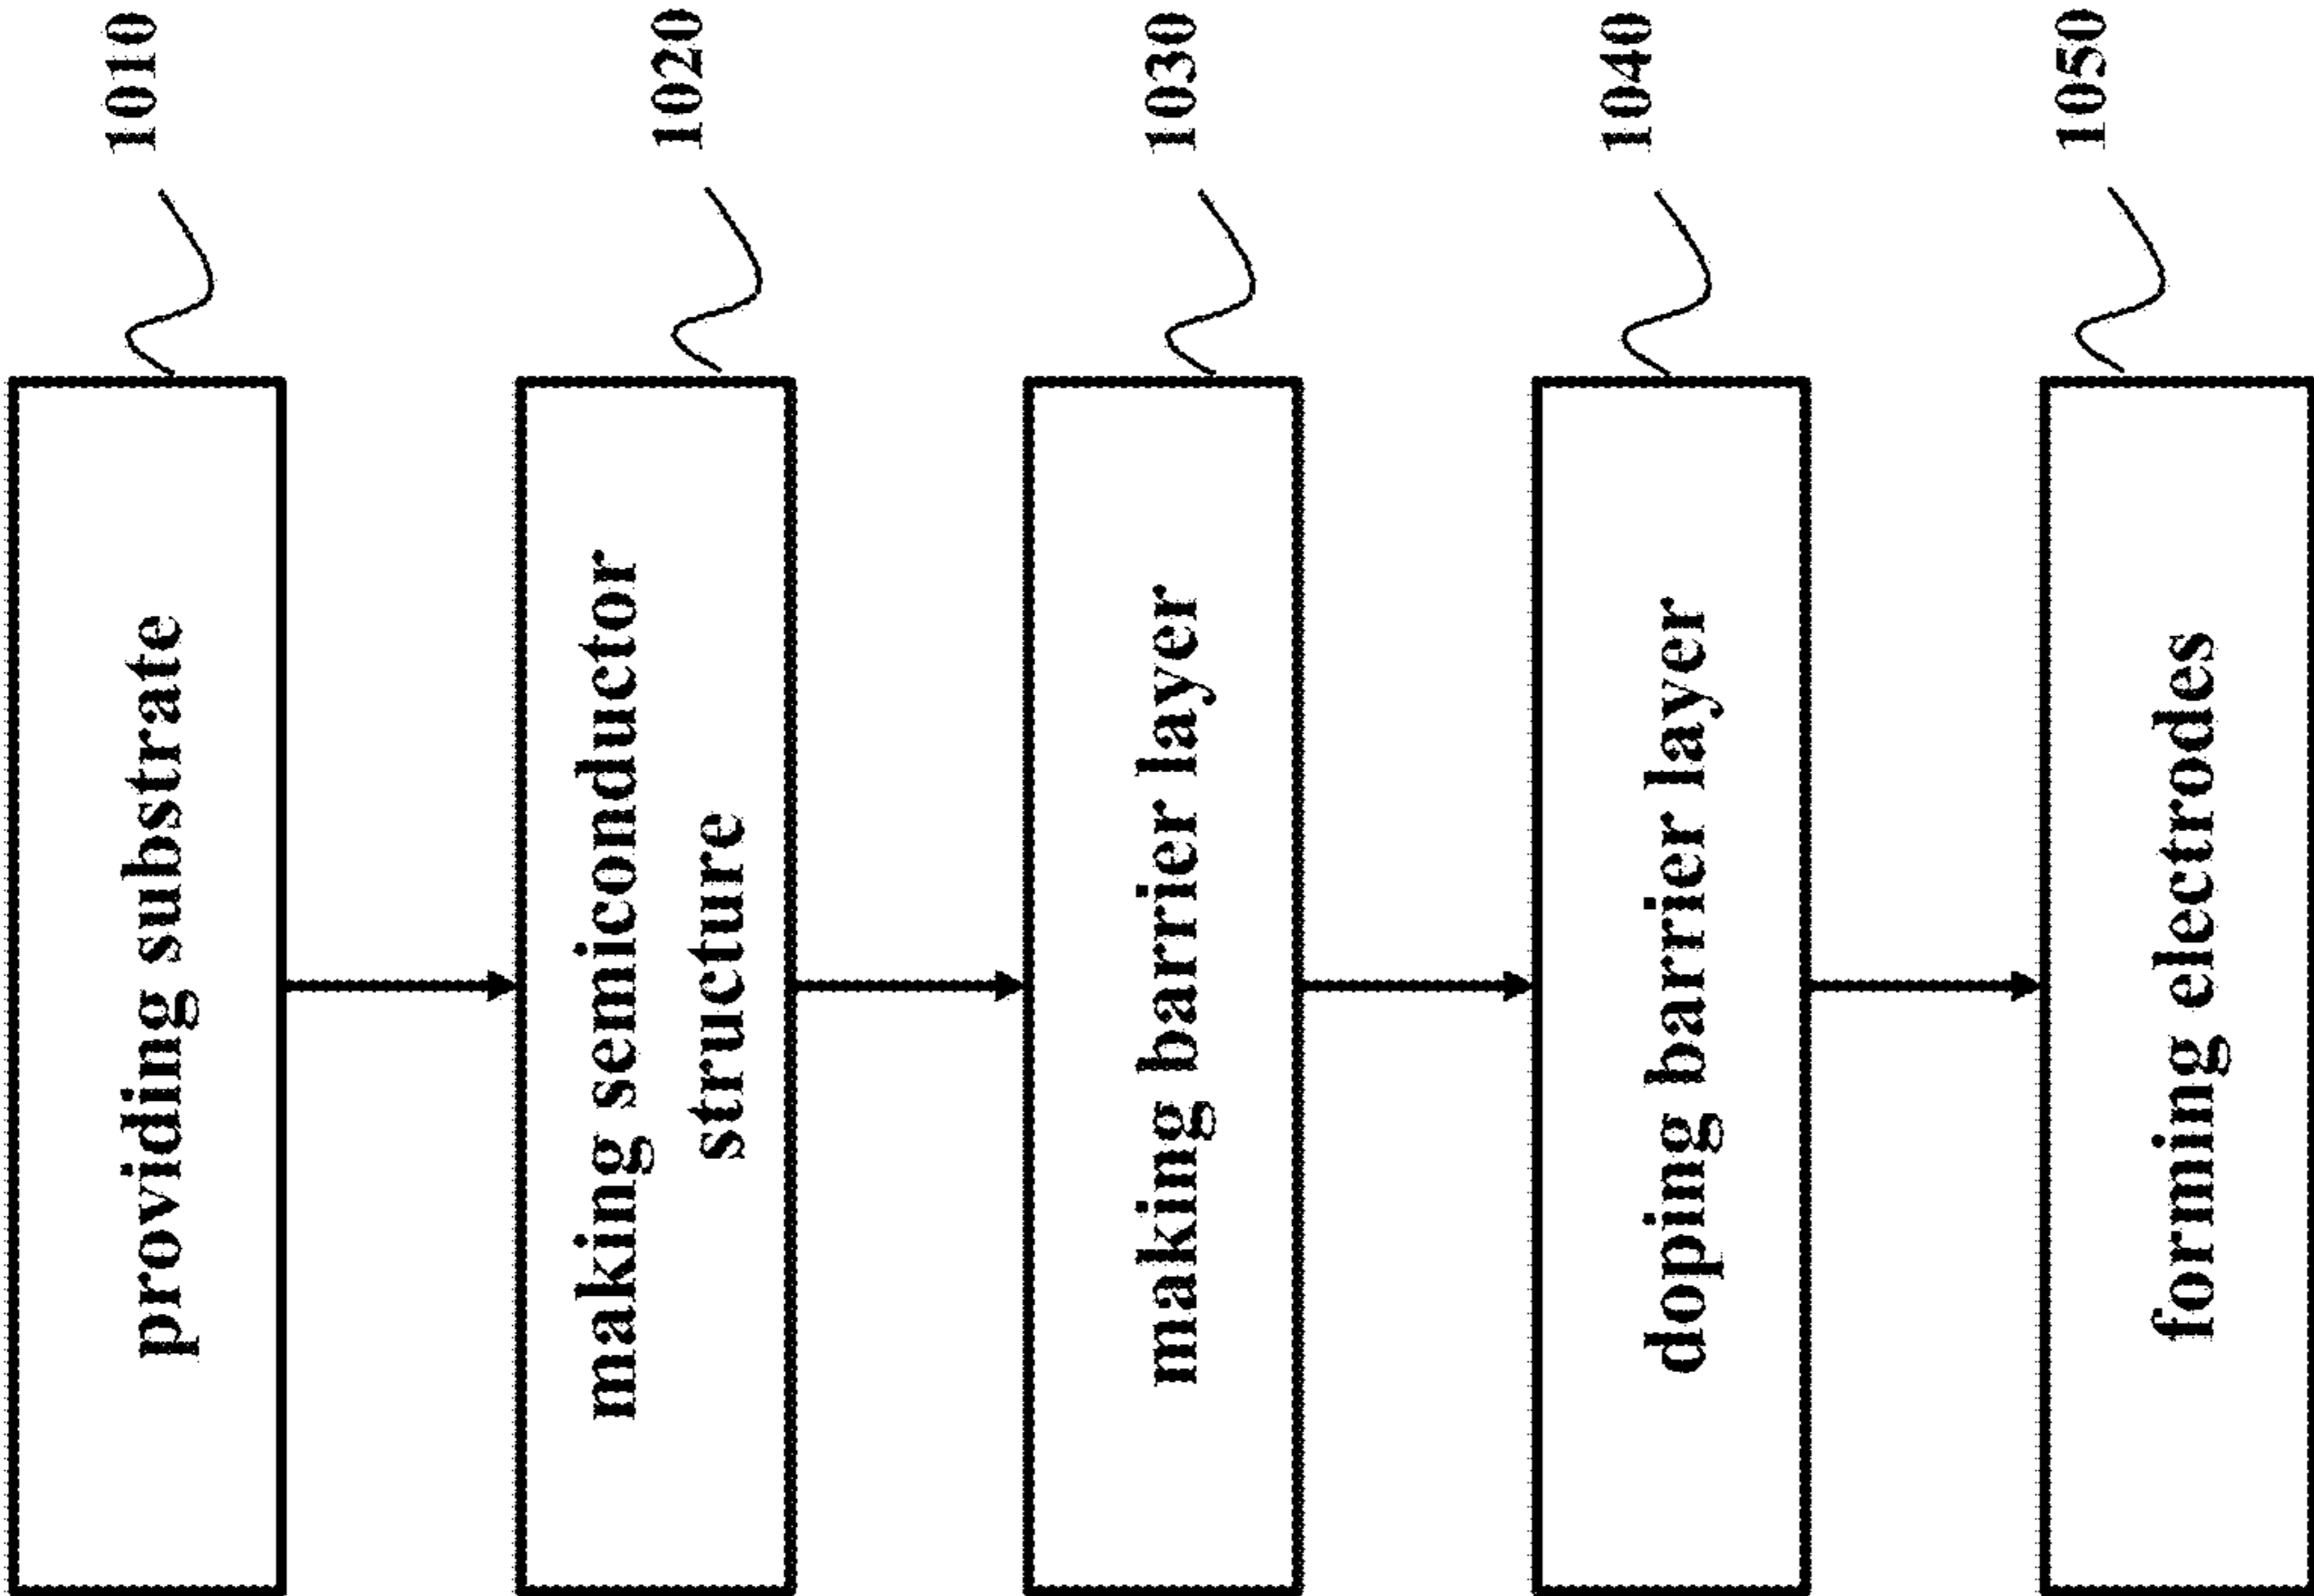 providing substrate
1010
making semiconductor
structure
1020
making barrier layer
1030
doping barrier layer
1040
forming electrodes
1050